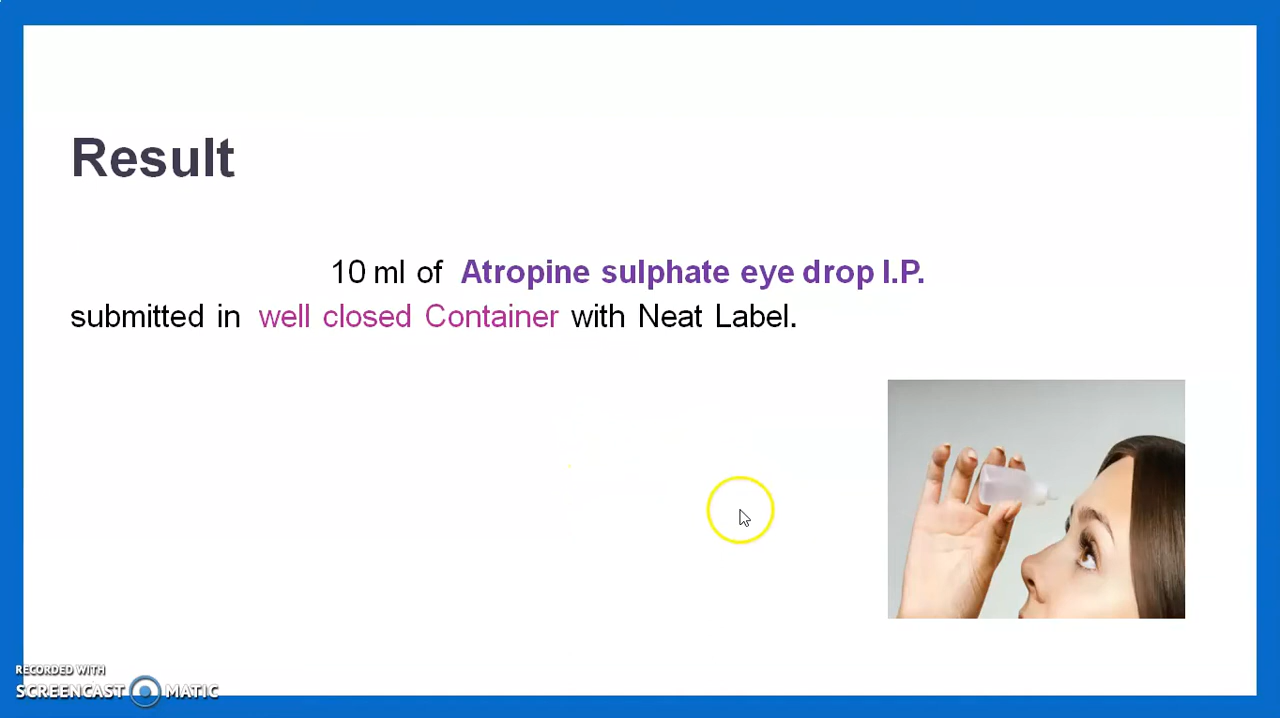 Result
10 ml of Atropine sulphate eye drop I.P.
submitted in well closed Container with Neat Label.
RECORDED WITH
SCREENCAST MATIC